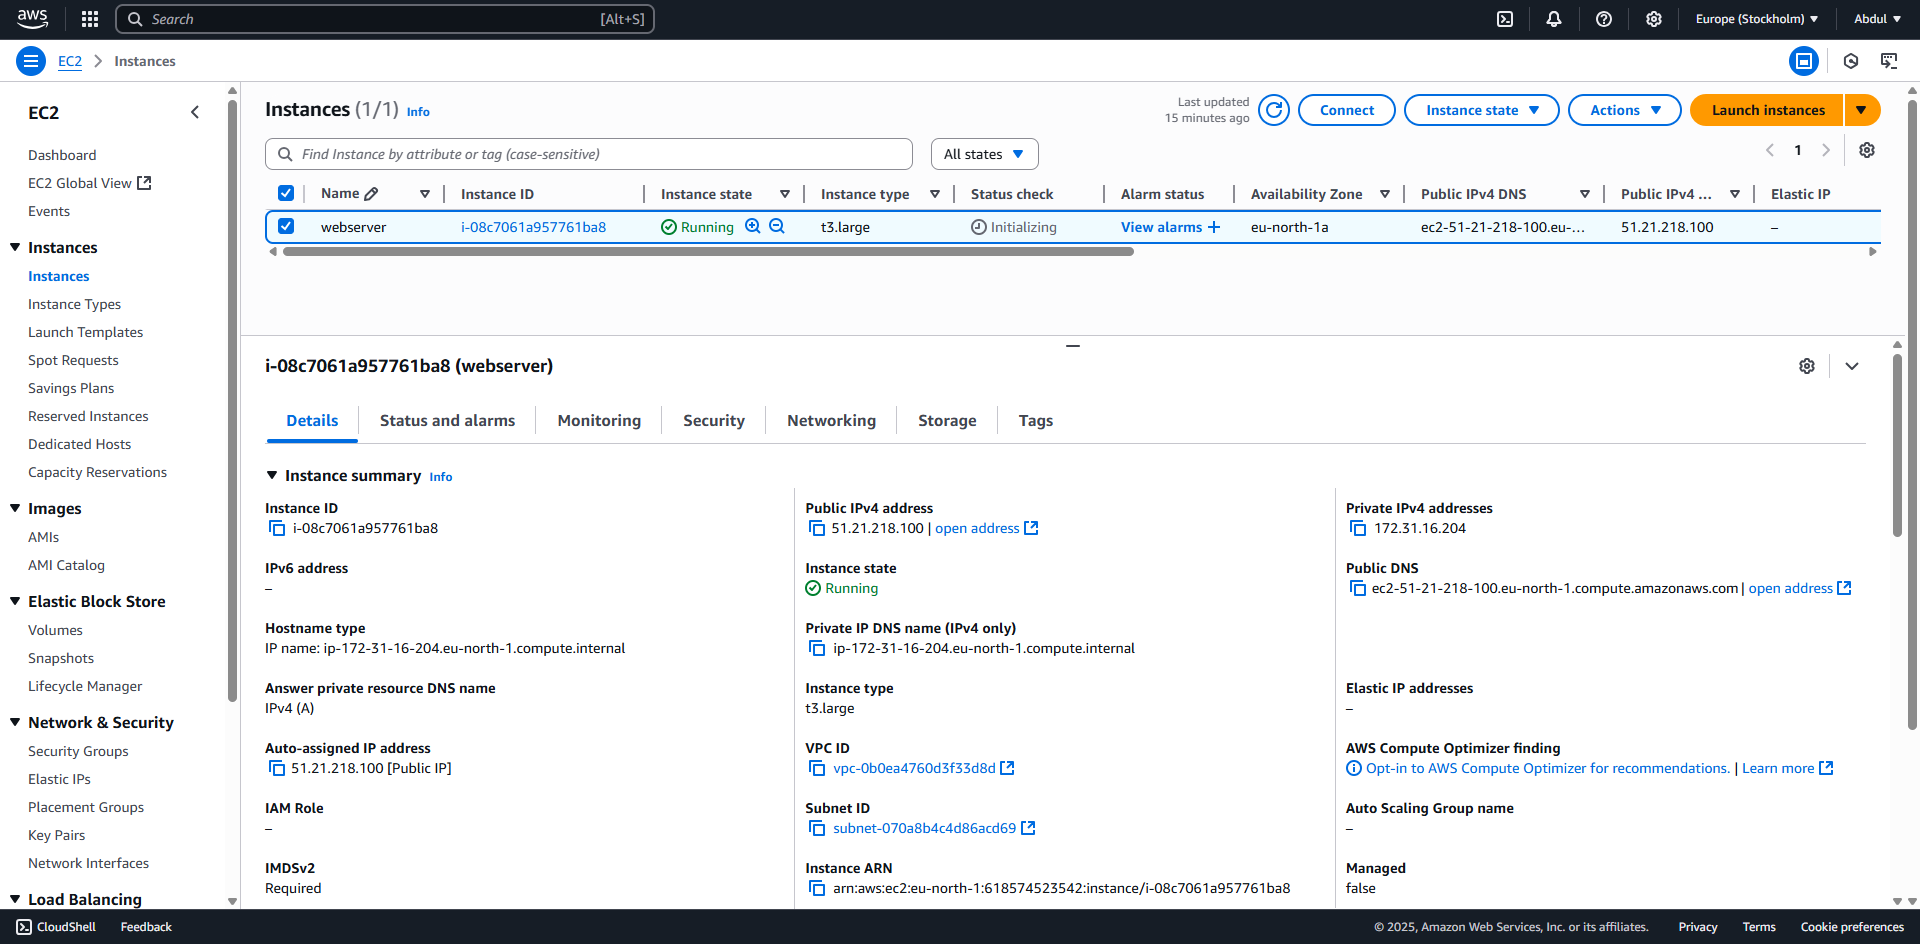 aws
Search [Alt+S]
Europe (Stockholm) Abdul
EC2 Instances
EC2
Dashboard
EC2 Global View
Events
Instances
Instances
Instance Types
Launch Templates
Spot Requests
Savings Plans
Reserved Instances
Dedicated Hosts
Capacity Reservations
Images
AMIs
AMI Catalog
Elastic Block Store
Volumes
Snapshots
Lifecycle Manager
Network & Security
Security Groups
Elastic IPs
Placement Groups
Key Pairs
Network Interfaces
Load Balancing
Instances (1/1) Info
Last updated
15 minutes ago
Connect
Instance state
Actions
Launch instances
Find Instance by attribute or tag (case-sensitive)
All states
1
Name Instance ID Instance state Instance type Status check Alarm status Availability Zone Public IPv4 DNS Public IPv4 ... Elastic IP
webserver i-08c7061a957761ba8 Running t3.large Initializing View alarms + eu-north-1a ec2-51-21-218-100.eu-... 51.21.218.100 –
i-08c7061a957761ba8 (webserver)
Details Status and alarms Monitoring Security Networking Storage Tags
Instance summary Info
Instance ID
i-08c7061a957761ba8
Public IPv4 address
51.21.218.100 | open address
Private IPv4 addresses
172.31.16.204
IPv6 address
–
Instance state
Running
Public DNS
ec2-51-21-218-100.eu-north-1.compute.amazonaws.com | open address
Hostname type
IP name: ip-172-31-16-204.eu-north-1.compute.internal
Private IP DNS name (IPv4 only)
ip-172-31-16-204.eu-north-1.compute.internal
Answer private resource DNS name
IPv4 (A)
Instance type
t3.large
Elastic IP addresses
–
Auto-assigned IP address
51.21.218.100 [Public IP]
VPC ID
vpc-0b0ea4760d3f33d8d
AWS Compute Optimizer finding
Opt-in to AWS Compute Optimizer for recommendations. | Learn more
IAM Role
–
Subnet ID
subnet-070a8b4c4d86acd69
Auto Scaling Group name
–
IMDSv2
Required
Instance ARN
arn:aws:ec2:eu-north-1:618574523542:instance/i-08c7061a957761ba8
Managed
false
CloudShell Feedback
© 2025, Amazon Web Services, Inc. or its affiliates. Privacy Terms Cookie preferences